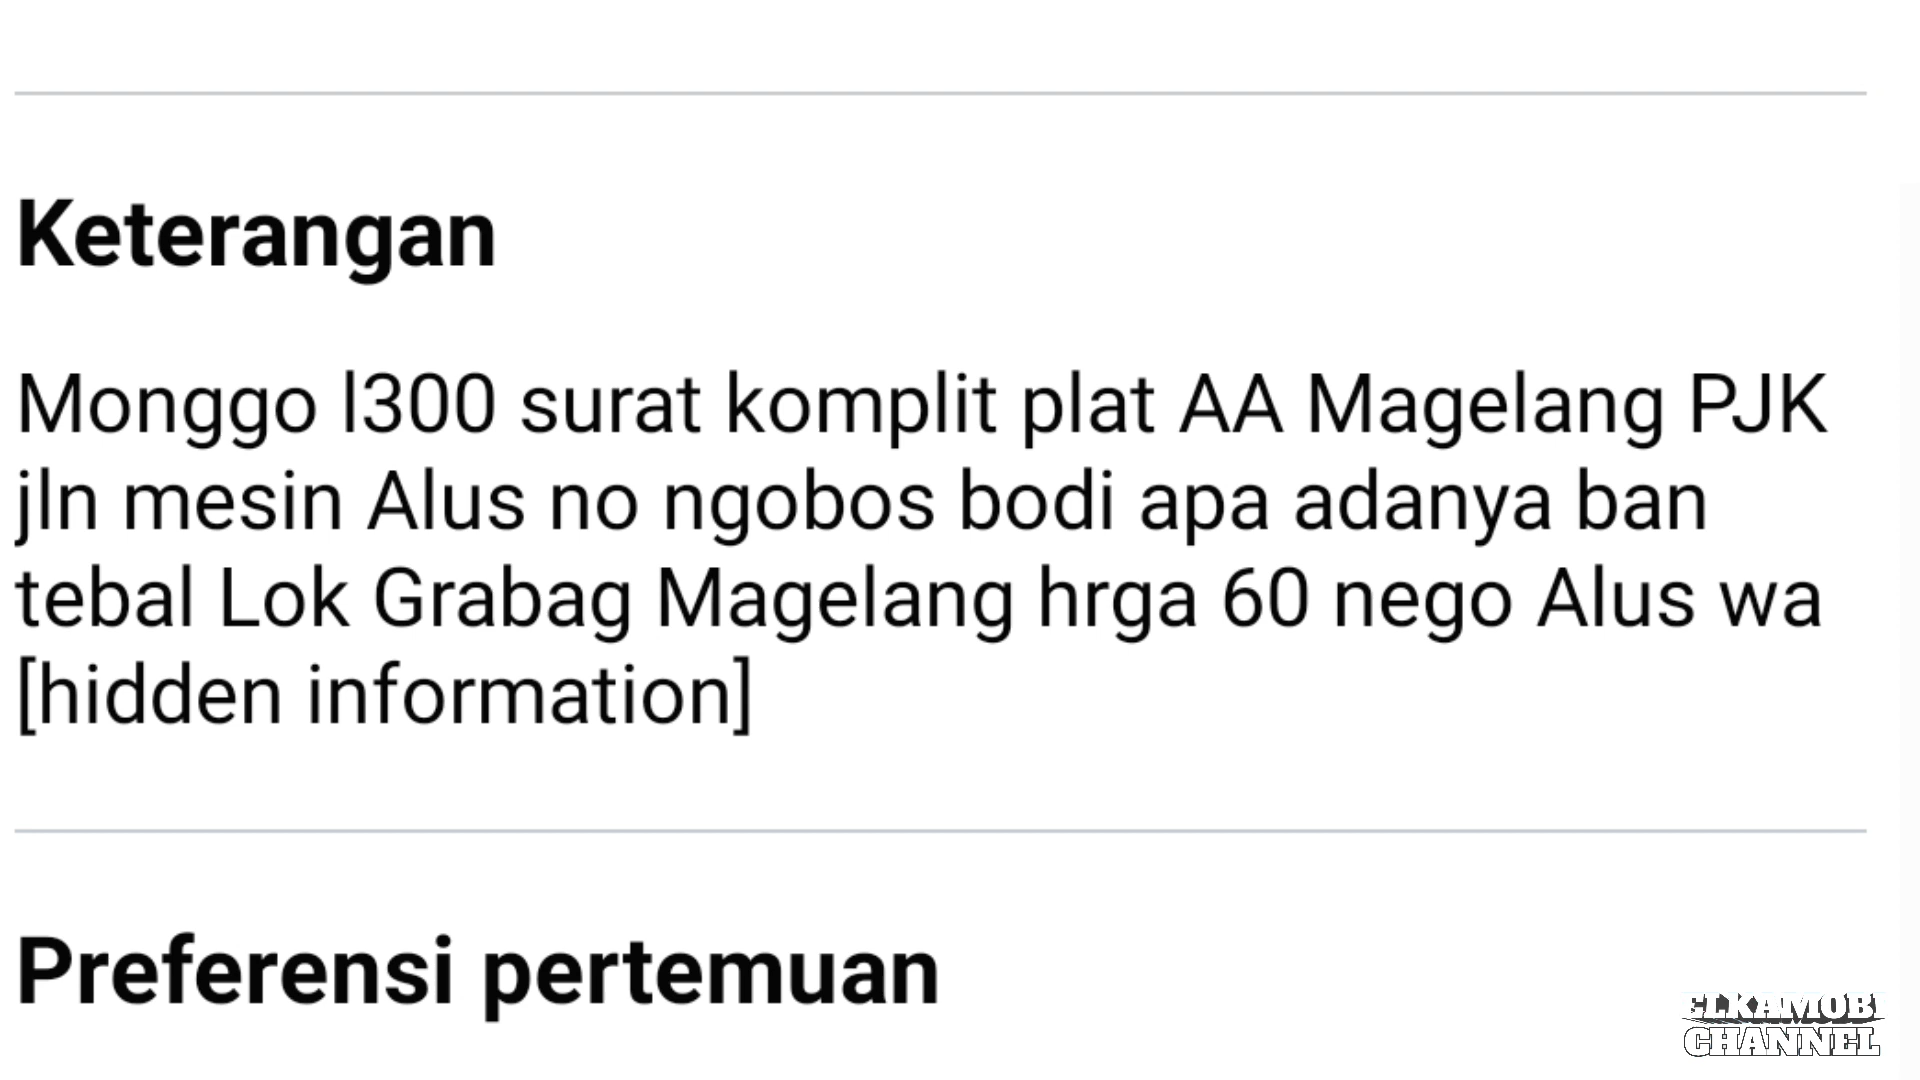 Keterangan
Monggo l300 surat komplit plat AA Magelang PJK
jln mesin Alus no ngobos bodi apa adanya ban
tebal Lok Grabag Magelang hrga 60 nego Alus wa
[hidden information]
Preferensi pertemuan
ELKAMOBI
CHANNEL